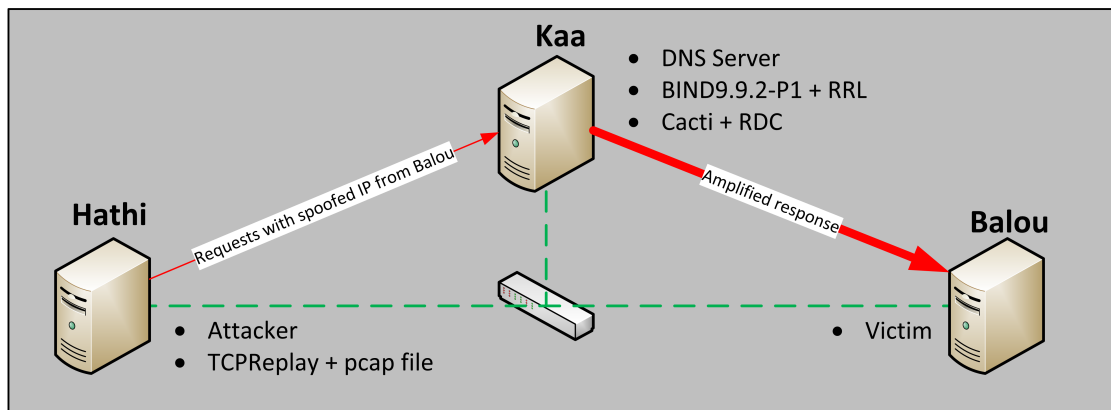 Kaa
• DNS Server
• BIND9.9.2-P1 + RRL
• Cacti + RDC
Requests with spoofed IP from Balou
Amplified response
Hathi
Balou
• Attacker
• TCPReplay + pcap file
• Victim